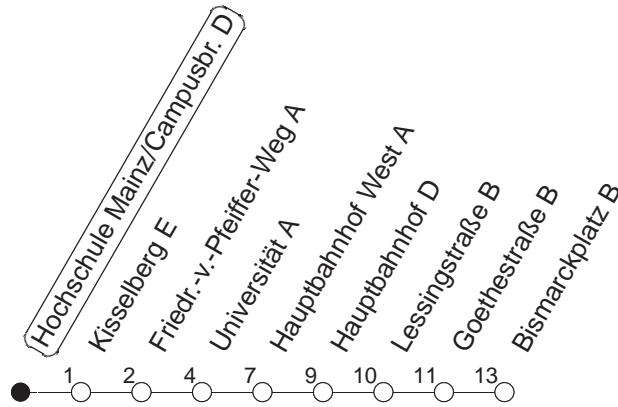 Hochschule Mainz/Campusbr. D
Kisselberg E
Friedr.-v.-Pfeiffer-Weg A
Universität A
Hauptbahnhof West A
Hauptbahnhof D
Lessingstraße B
Goethestraße B
Bismarckplatz B
1 2 4 7 9 10 11 13